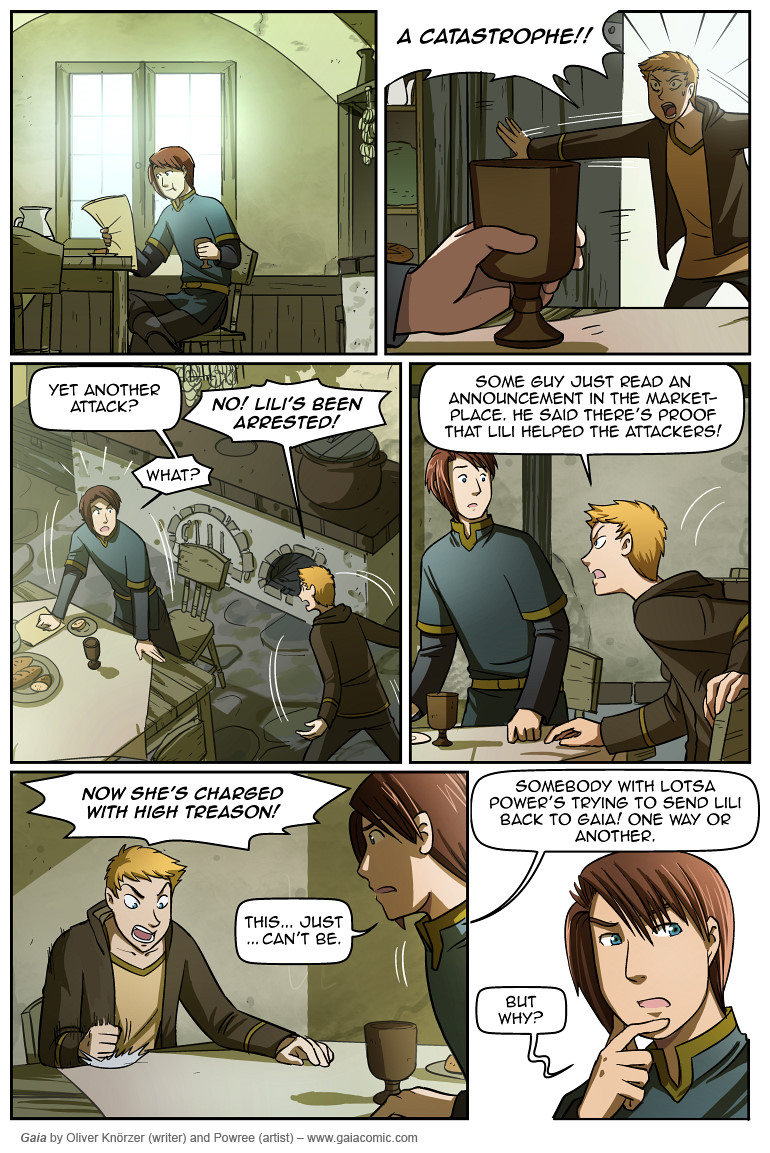 A CATASTROPHE!!
YET ANOTHER
ATTACK?
NO! LILI'S BEEN
ARRESTED!
WHAT?
SOME GUY JUST READ AN
ANNOUNCEMENT IN THE MARKET-
PLACE. HE SAID THERE'S PROOF
THAT LILI HELPED THE ATTACKERS!
NOW SHE'S CHARGED
WITH HIGH TREASON!
THIS... JUST
...CAN'T BE.
SOMEBODY WITH LOTSA
POWER'S TRYING TO SEND LILI
BACK TO GAIA! ONE WAY OR
ANOTHER.
BUT
WHY?
Gaia by Oliver Knörzer (writer) and Powree (artist) – www.gaiacomic.com